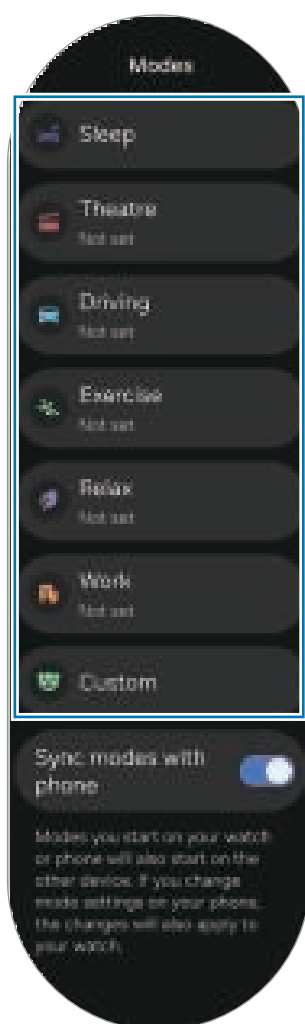 Modes
Sleep
Theatre
Not set
Driving
Not set
Exercise
Not set
Relax
Not set
Work
Not set
Custom
Sync modes with
phone
Modes you start on your watch
or phone will also start on the
other device. If you change
mode settings on your phone,
the changes will also apply to
your watch.